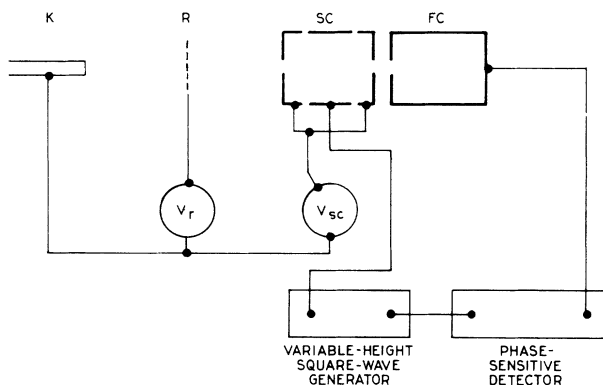 K R SC FC
Vr Vsc
VARIABLE-HEIGHT
SQUARE-WAVE
GENERATOR
PHASE-
SENSITIVE
DETECTOR